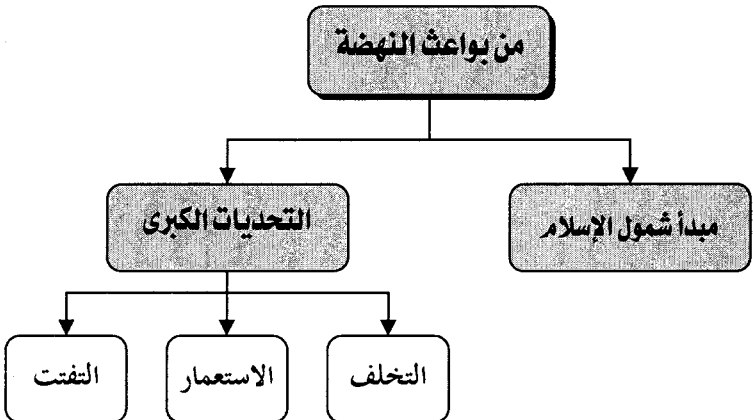 من بواعث النهضة
مبدأ شمول الإسلام
التحديات الكبرى
التخلف
الاستعمار
التفتت